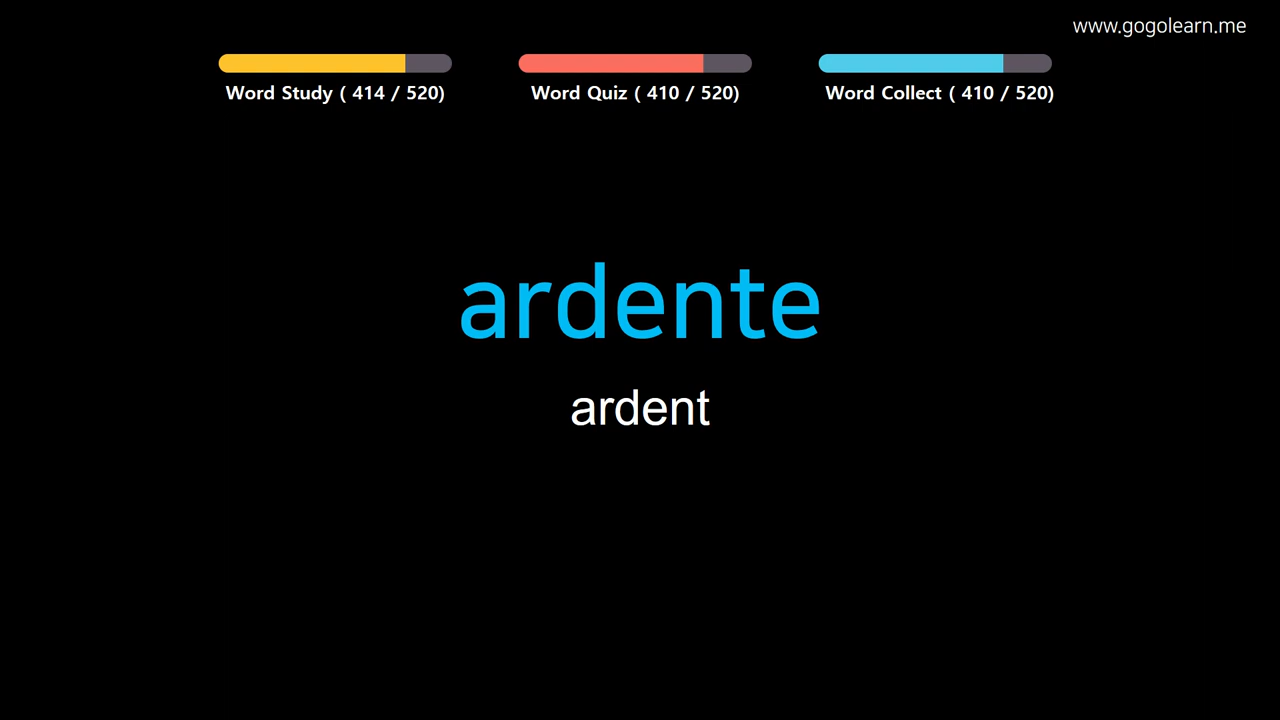 www.gogolearn.me
Word Study ( 414 / 520)
Word Quiz ( 410 / 520)
Word Collect ( 410 / 520)
ardente
ardent